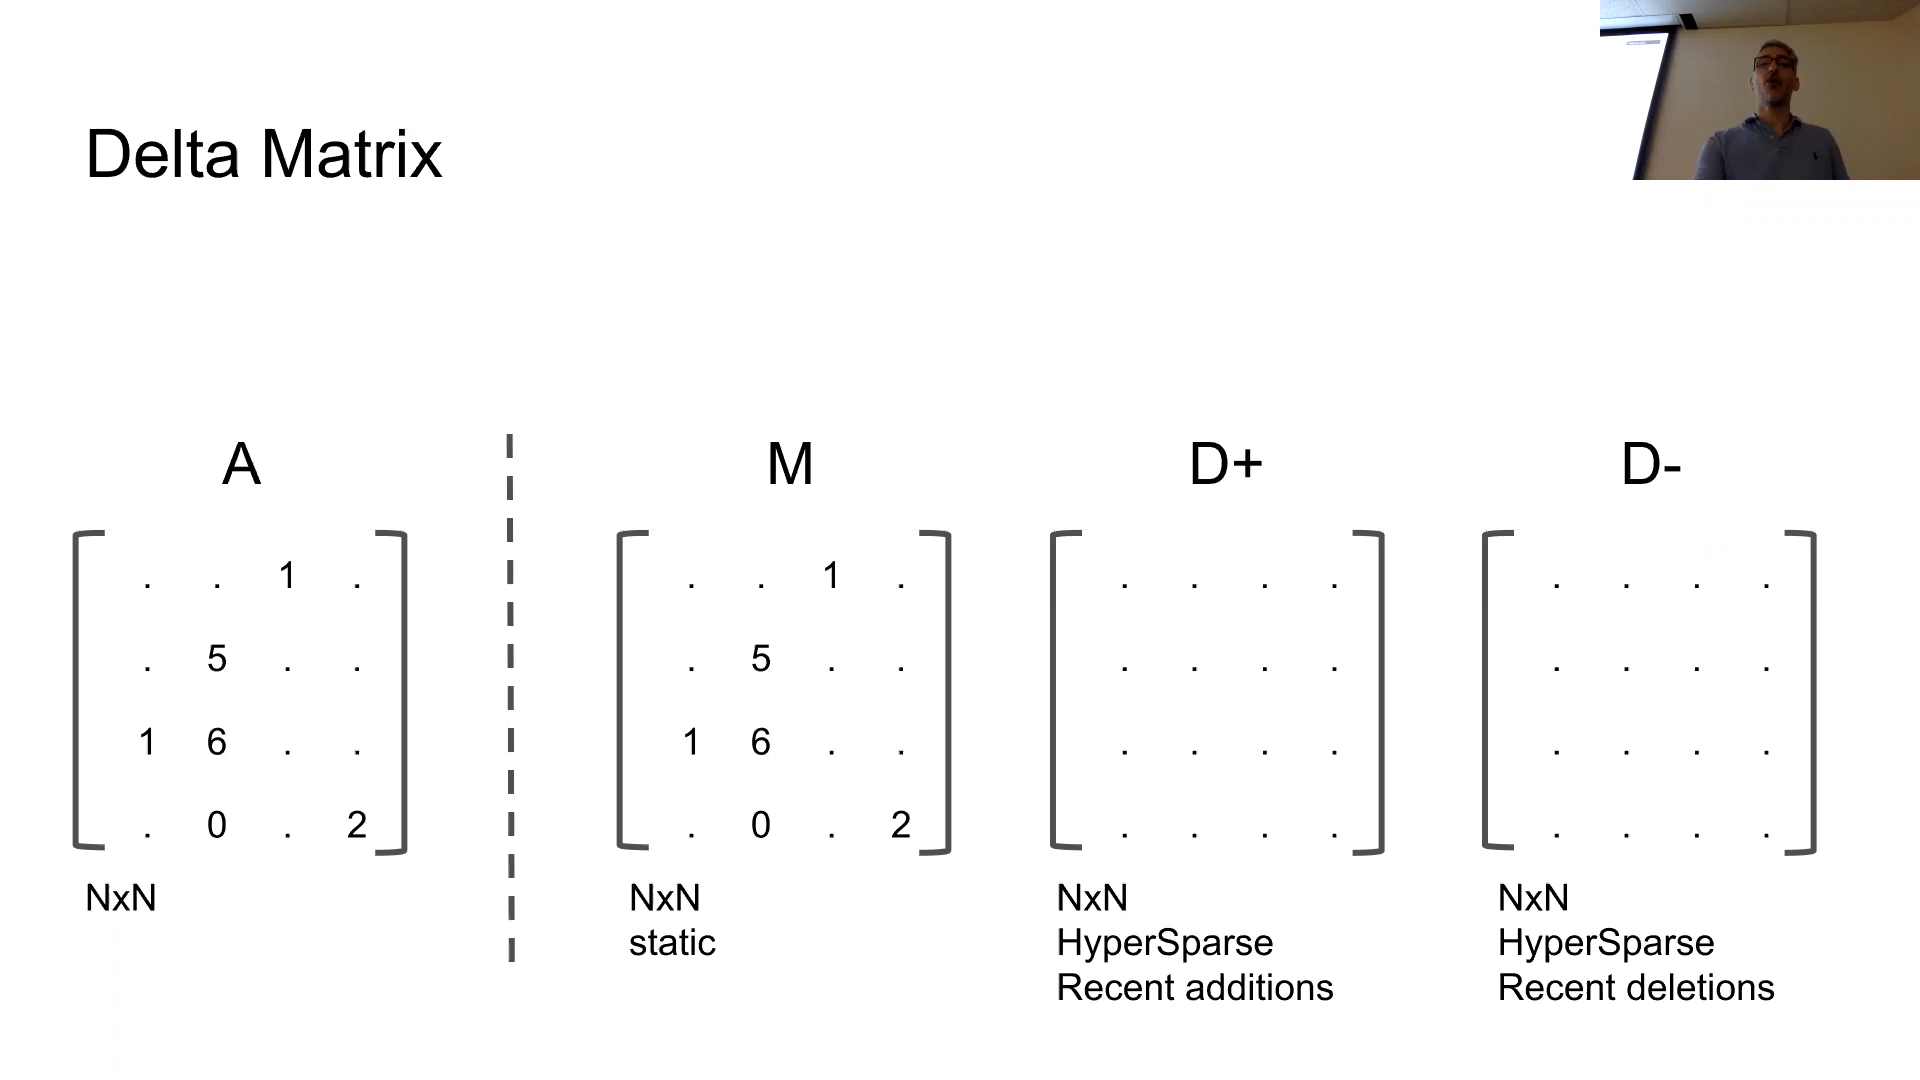 Delta Matrix
A M D+ D-
. . 1 . . . 1 . . . . . . . . .
. 5 . . . 5 . . . . . . . . . .
1 6 . . 1 6 . . . . . . . . . .
. 0 . 2 . 0 . 2 . . . . . . . .
NxN
NxN
static
NxN
HyperSparse
Recent additions
NxN
HyperSparse
Recent deletions